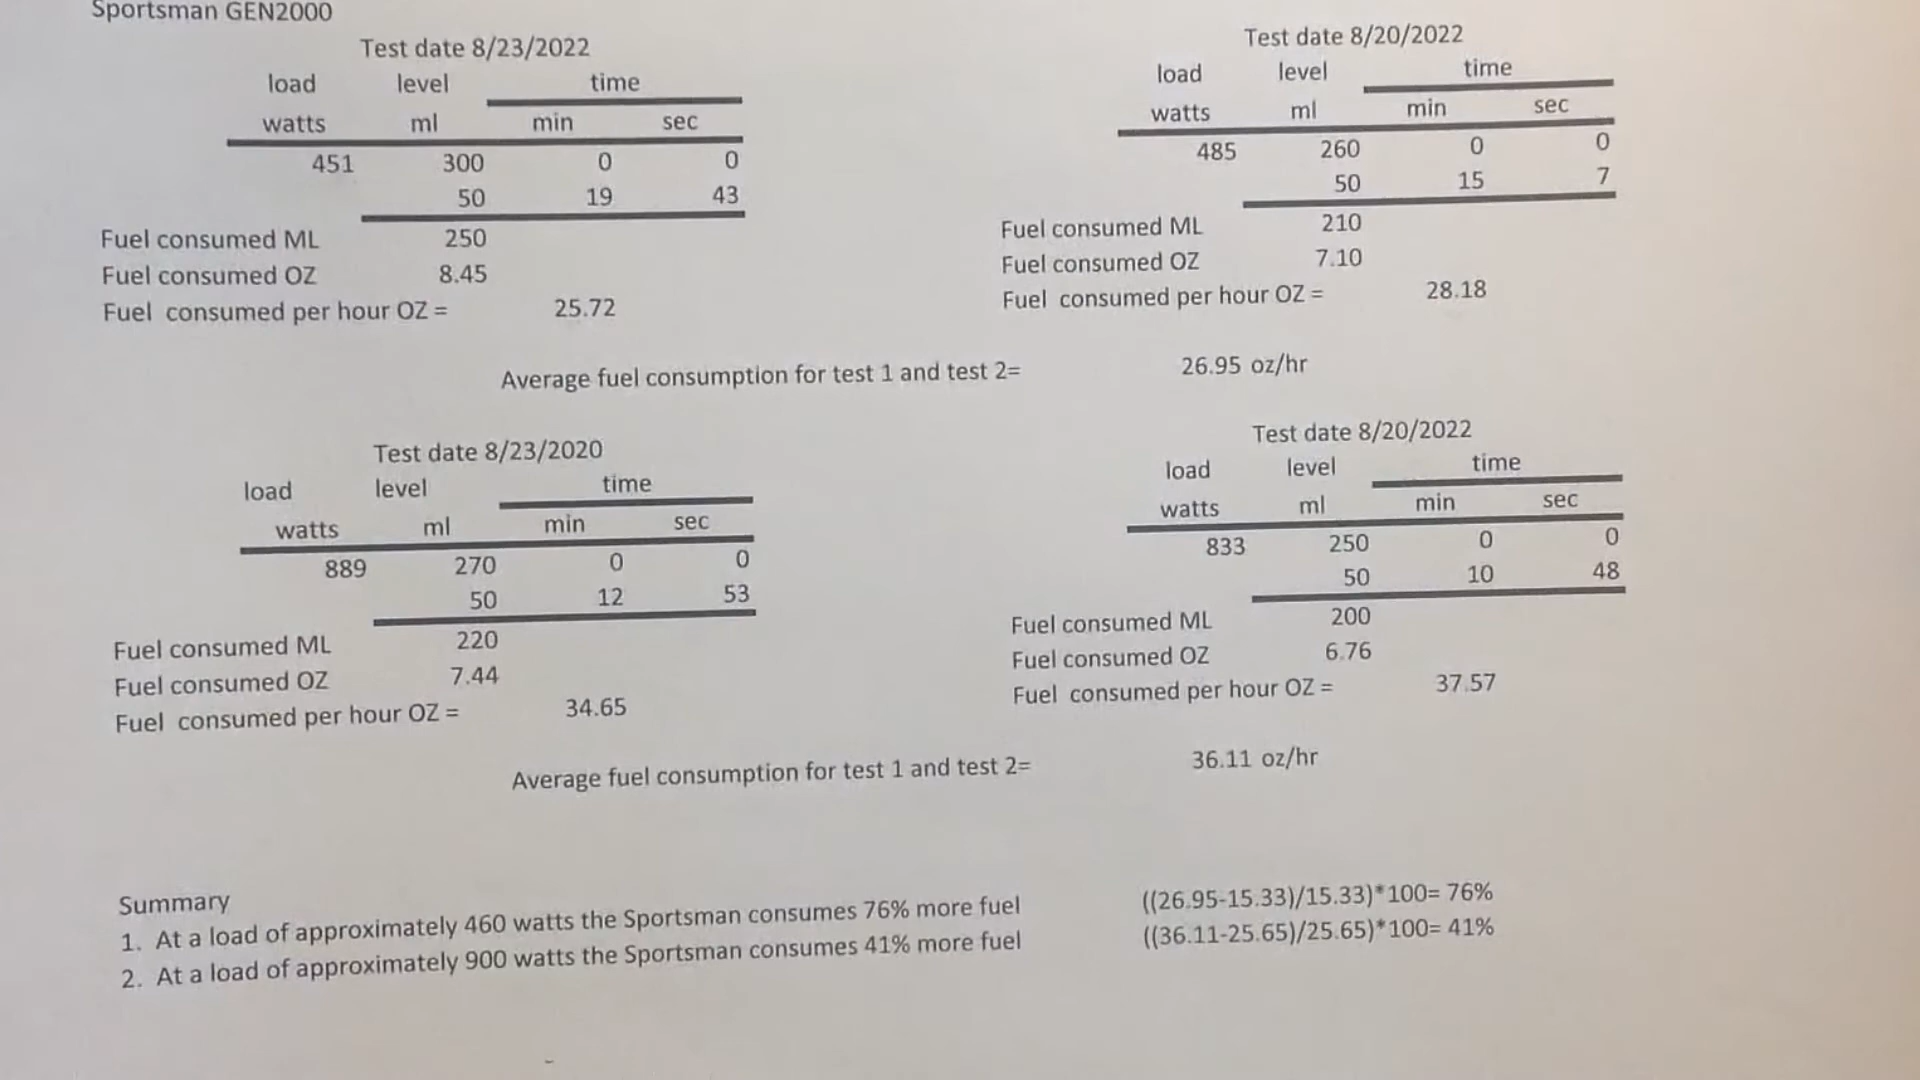 Sportsman GEN2000
Test date 8/23/2022
load level time
watts ml min sec
451 300 0 0
50 19 43
Fuel consumed ML 250
Fuel consumed OZ 8.45
Fuel consumed per hour OZ = 25.72
Test date 8/20/2022
load level time
watts ml min sec
485 260 0 0
50 15 7
Fuel consumed ML 210
Fuel consumed OZ 7.10
Fuel consumed per hour OZ = 28.18
Average fuel consumption for test 1 and test 2= 26.95 oz/hr
Test date 8/23/2020
load level time
watts ml min sec
889 270 0 0
50 12 53
Fuel consumed ML 220
Fuel consumed OZ 7.44
Fuel consumed per hour OZ = 34.65
Test date 8/20/2022
load level time
watts ml min sec
833 250 0 0
50 10 48
Fuel consumed ML 200
Fuel consumed OZ 6.76
Fuel consumed per hour OZ = 37.57
Average fuel consumption for test 1 and test 2= 36.11 oz/hr
Summary
1. At a load of approximately 460 watts the Sportsman consumes 76% more fuel ((26.95-15.33)/15.33)*100= 76%
2. At a load of approximately 900 watts the Sportsman consumes 41% more fuel ((36.11-25.65)/25.65)*100= 41%